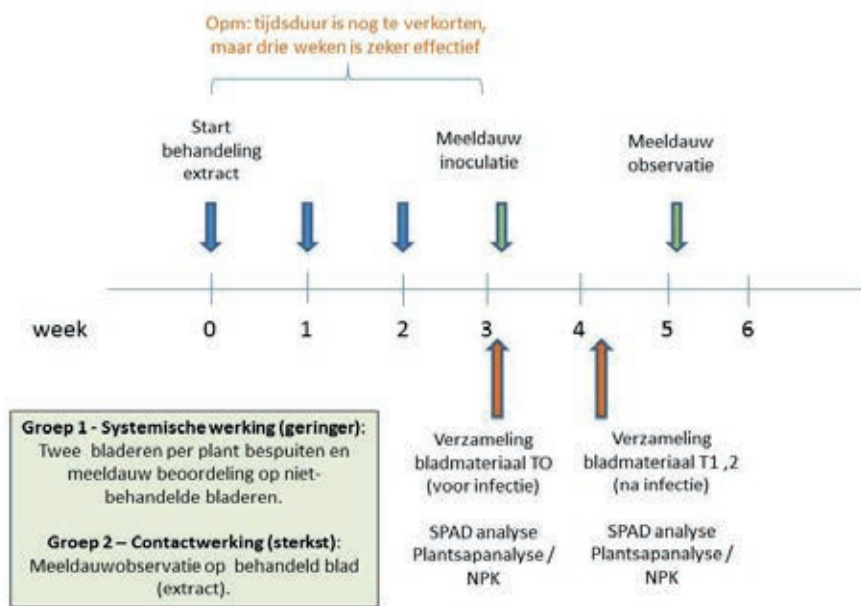 Opm: tijdsduur is nog te verkorten,
maar drie weken is zeker effectief
Start
behandeling
extract
Meeldauw
inoculatie
Meeldauw
observatie
week
0
1
2
3
4
5
6
Groep 1 - Systemische werking (geringer):
Twee bladeren per plant bespuiten en
meeldauw beoordeling op niet-
behandelde bladeren.
Groep 2 – Contactwerking (sterkst):
Meeldauwobservatie op behandeld blad
(extract).
Verzameling
bladmateriaal TO
(voor infectie)
SPAD analyse
Plantsapanalyse /
NPK
Verzameling
bladmateriaal T1 ,2
(na infectie)
SPAD analyse
Plantsapanalyse /
NPK